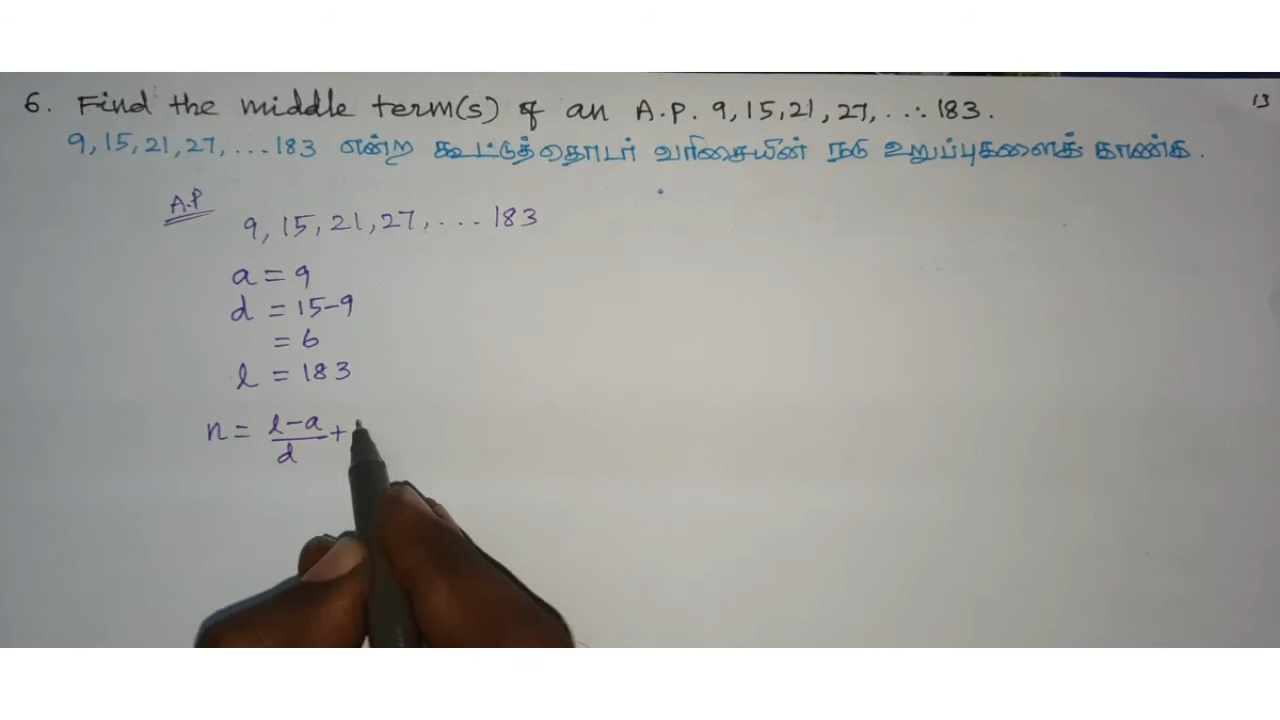 6. Find the middle term(s) of an A.P. 9, 15, 21, 27, ... 183.
13
9, 15, 21, 27, ... 183 என்ற கூட்டுத்தொடர் வரிசையின் நடு உறுப்புகளைக் காண்க.
A.P
9, 15, 21, 27, ... 183
a = 9
d = 15-9
= 6
l = 183
n = \frac{l-a}{d} +